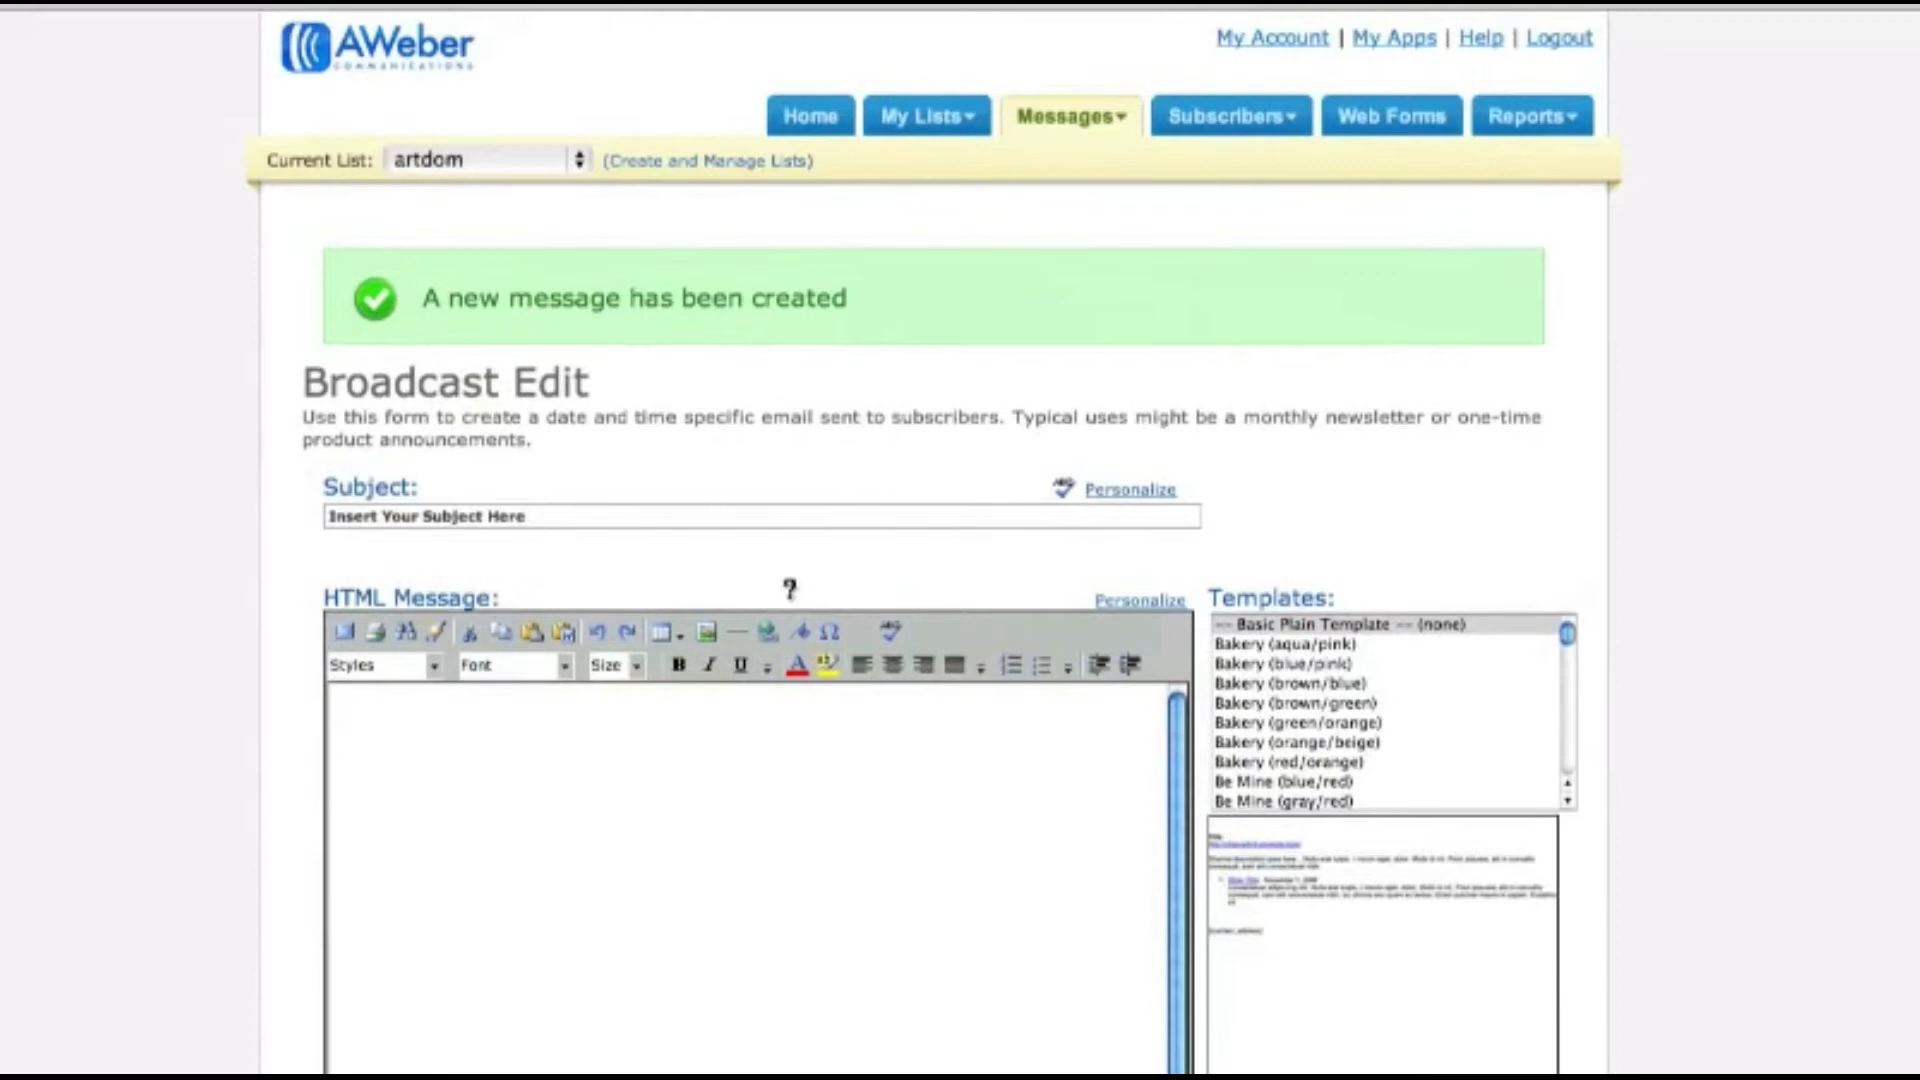 AWeber
COMMUNICATIONS
My Account | My Apps | Help | Logout
Home
My Lists
Messages
Subscribers
Web Forms
Reports
Current List: artdom (Create and Manage Lists)
A new message has been created
Broadcast Edit
Use this form to create a date and time specific email sent to subscribers. Typical uses might be a monthly newsletter or one-time
product announcements.
Subject:
Personalize
Insert Your Subject Here
HTML Message:
?
Personalize
Templates:
Styles
Font
Size
B I U
-- Basic Plain Template -- (none)
Bakery (aqua/pink)
Bakery (blue/pink)
Bakery (brown/blue)
Bakery (brown/green)
Bakery (green/orange)
Bakery (orange/beige)
Bakery (red/orange)
Be Mine (blue/red)
Be Mine (gray/red)